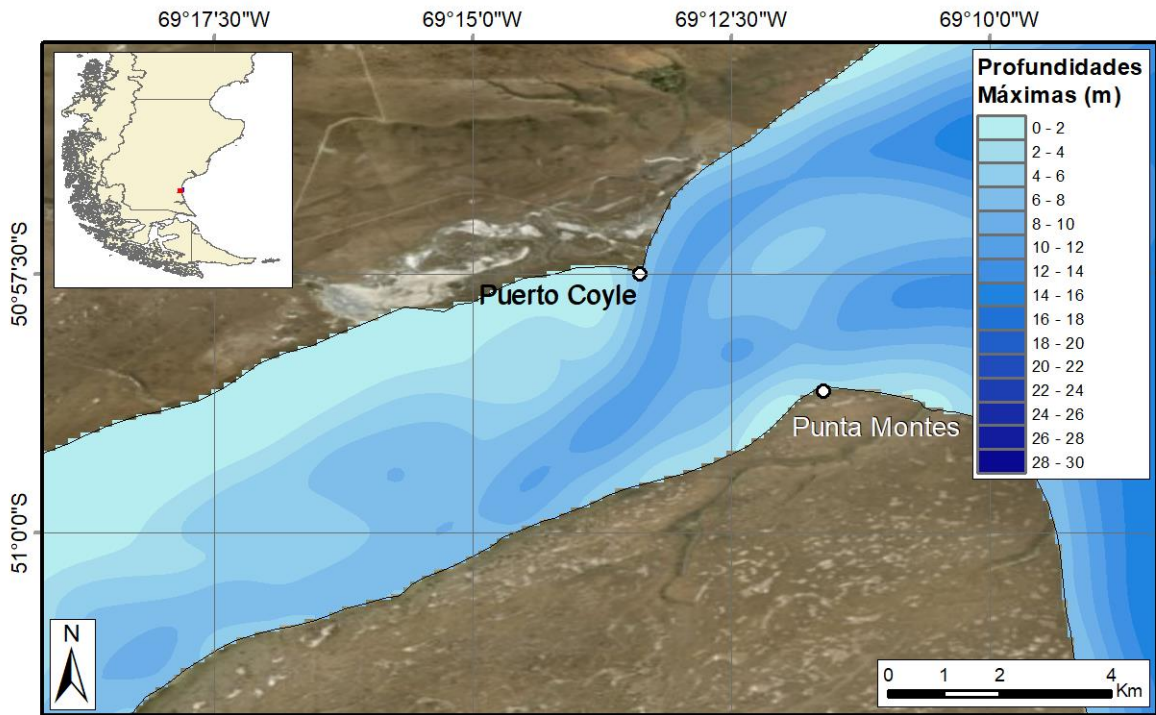 69°17'30"W 69°15'0"W 69°12'30"W 69°10'0"W
Profundidades
Máximas (m)
0 - 2
2 - 4
4 - 6
6 - 8
8 - 10
10 - 12
12 - 14
14 - 16
16 - 18
18 - 20
20 - 22
22 - 24
24 - 26
26 - 28
28 - 30
50°57'30"S
Puerto Coyle
Punta Montes
51°0'0"S
N
0 1 2 4
Km